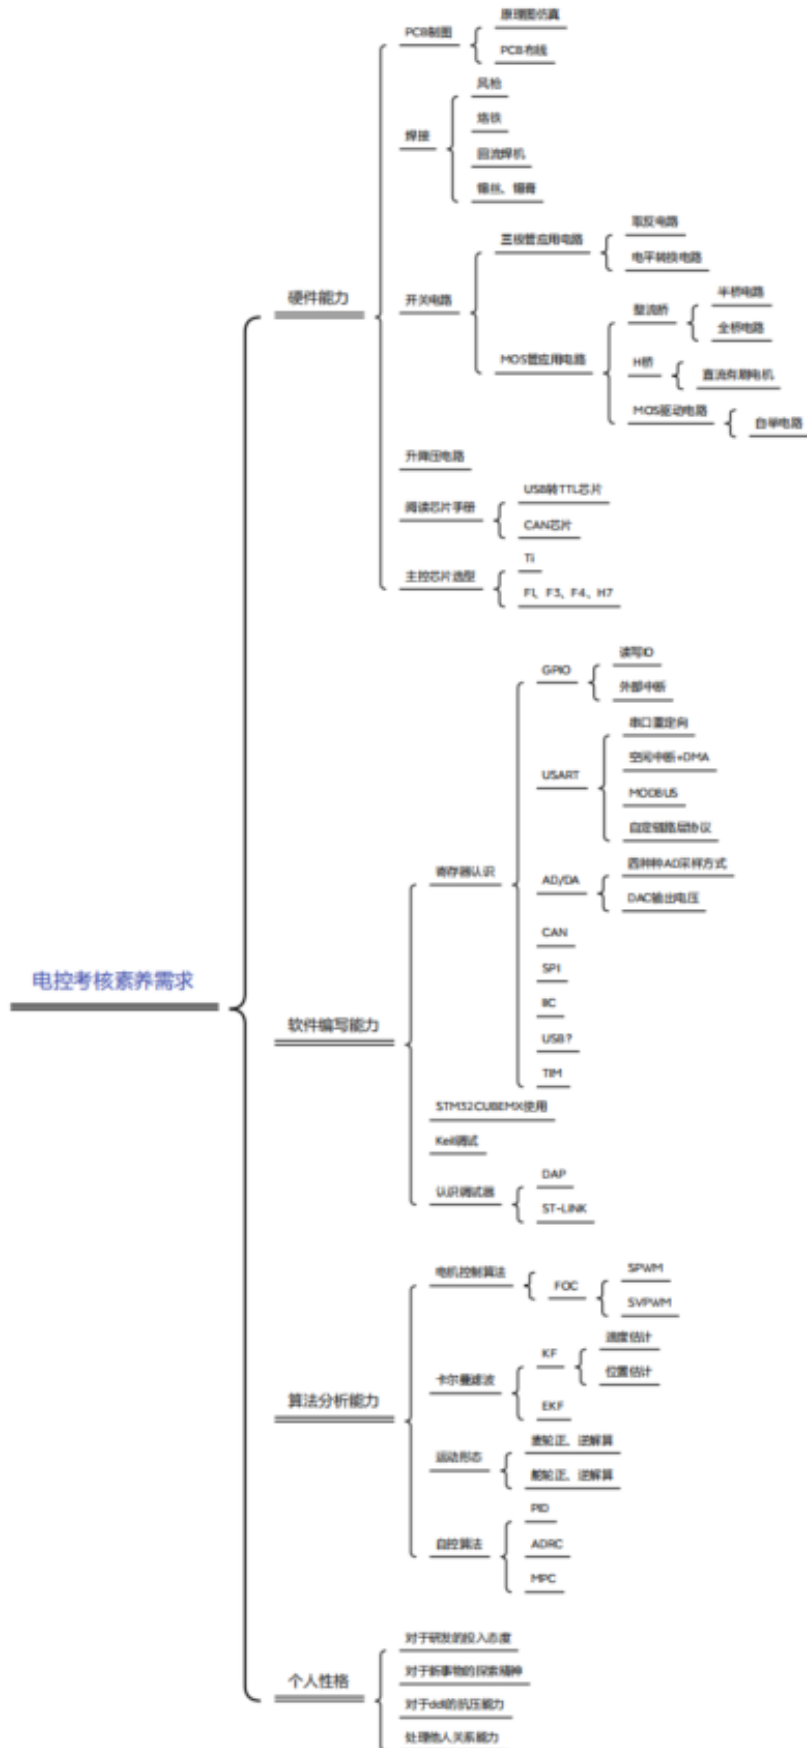 电控考核素养需求
硬件能力
PCB制图
原理图仿真
PCB布线
焊接
风枪
烙铁
回流焊机
锡丝、锡膏
开关电路
三极管应用电路
取反电路
电平转换电路
MOS管应用电路
整流桥
半桥电路
全桥电路
H桥
直流有刷电机
MOS驱动电路
自举电路
升降压电路
阅读芯片手册
USB转TTL芯片
CAN芯片
主控芯片选型
Ti
F1、F3、F4、H7
软件编写能力
寄存器认识
GPIO
读写IO
外部中断
USART
串口重定向
空闲中断+DMA
MODBUS
自定链路层协议
AD/DA
四种种AD采样方式
DAC输出电压
CAN
SPI
IIC
USB?
TIM
STM32CUBEMX使用
Keil调试
认识调试器
DAP
ST-LINK
算法分析能力
电机控制算法
FOC
SPWM
SVPWM
卡尔曼滤波
KF
速度估计
位置估计
EKF
运动形态
麦轮正、逆解算
舵轮正、逆解算
自控算法
PID
ADRC
MPC
个人性格
对于研发的投入态度
对于新事物的探索精神
对于ddl的抗压能力
处理他人关系能力